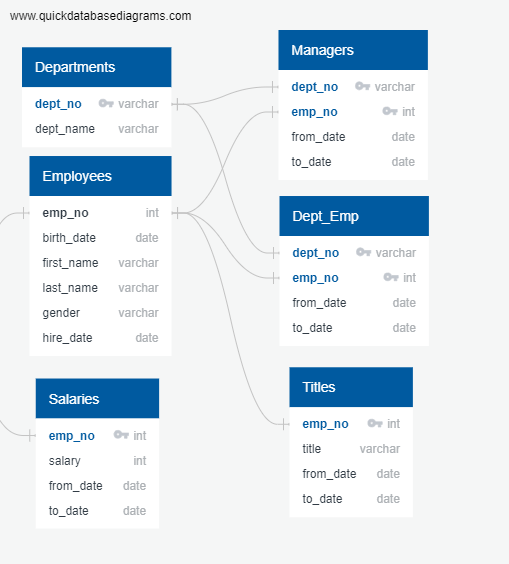 www.quickdatabasediagrams.com
Departments
dept_no varchar
dept_name varchar
Employees
emp_no int
birth_date date
first_name varchar
last_name varchar
gender varchar
hire_date date
Salaries
emp_no int
salary int
from_date date
to_date date
Managers
dept_no varchar
emp_no int
from_date date
to_date date
Dept_Emp
dept_no varchar
emp_no int
from_date date
to_date date
Titles
emp_no int
title varchar
from_date date
to_date date